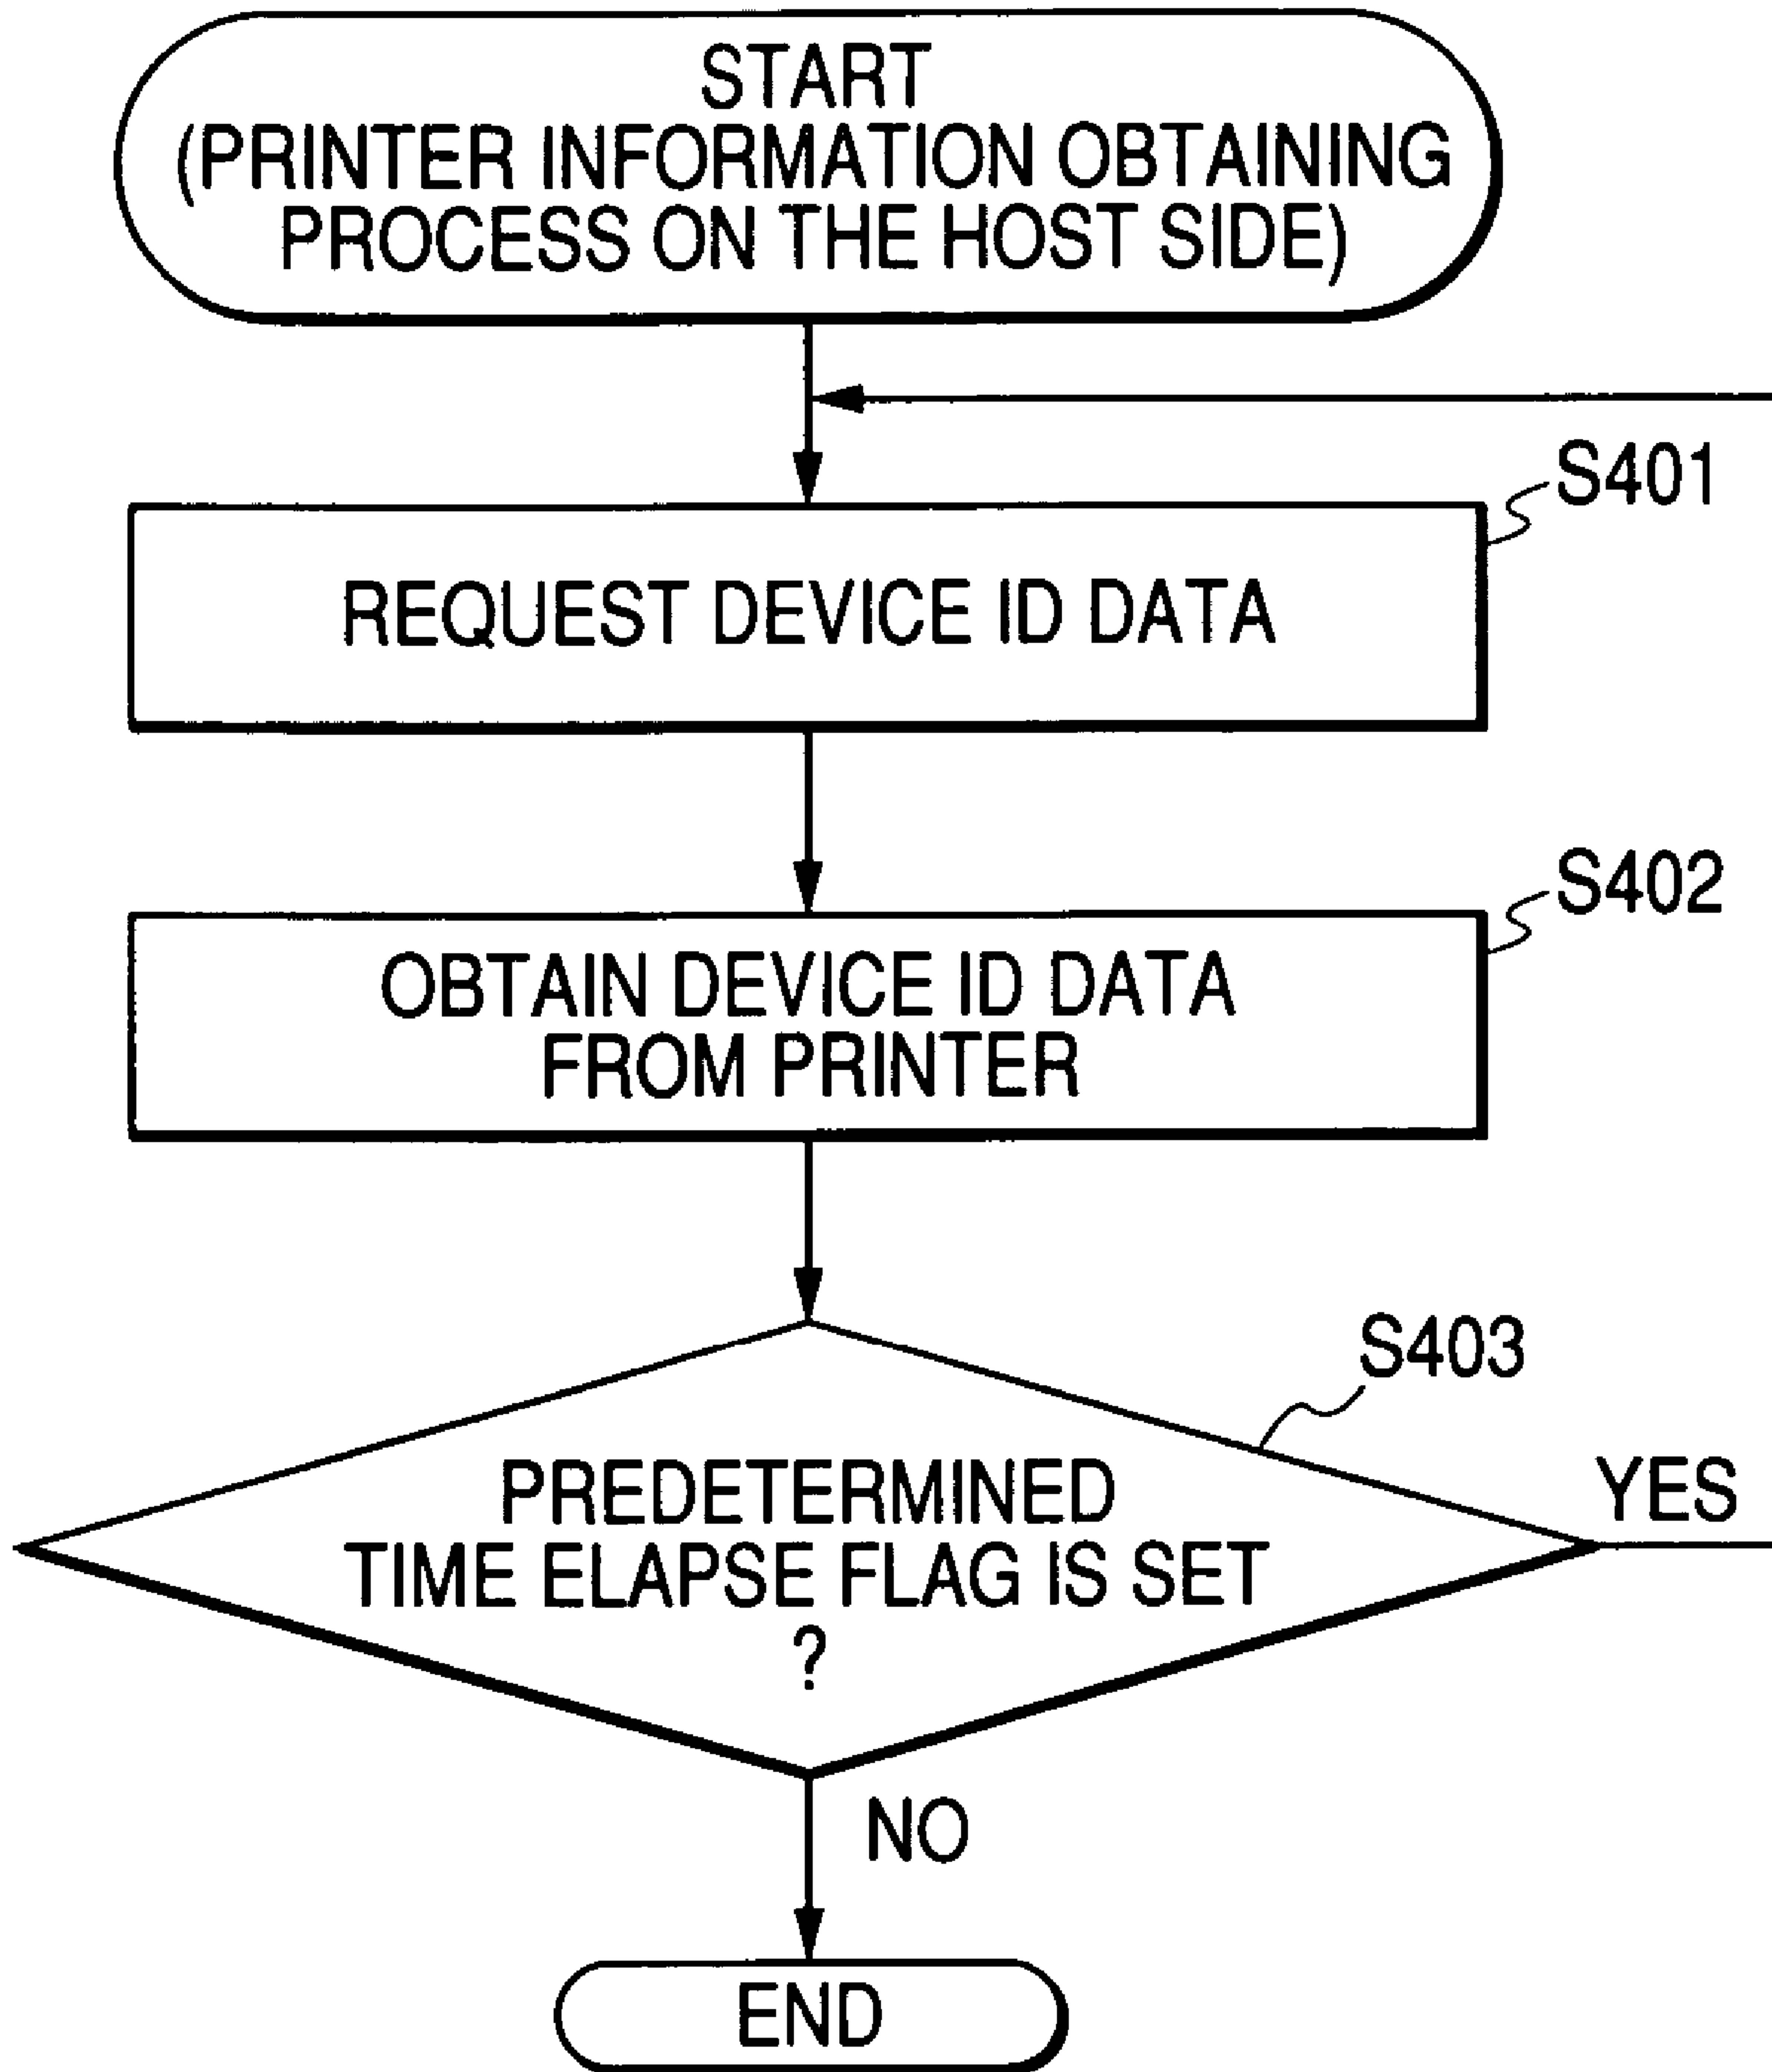 START
(PRINTER INFORMATION OBTAINING
PROCESS ON THE HOST SIDE)
S401
REQUEST DEVICE ID DATA
S402
OBTAIN DEVICE ID DATA
FROM PRINTER
S403
PREDETERMINED
TIME ELAPSE FLAG IS SET
?
YES
NO
END